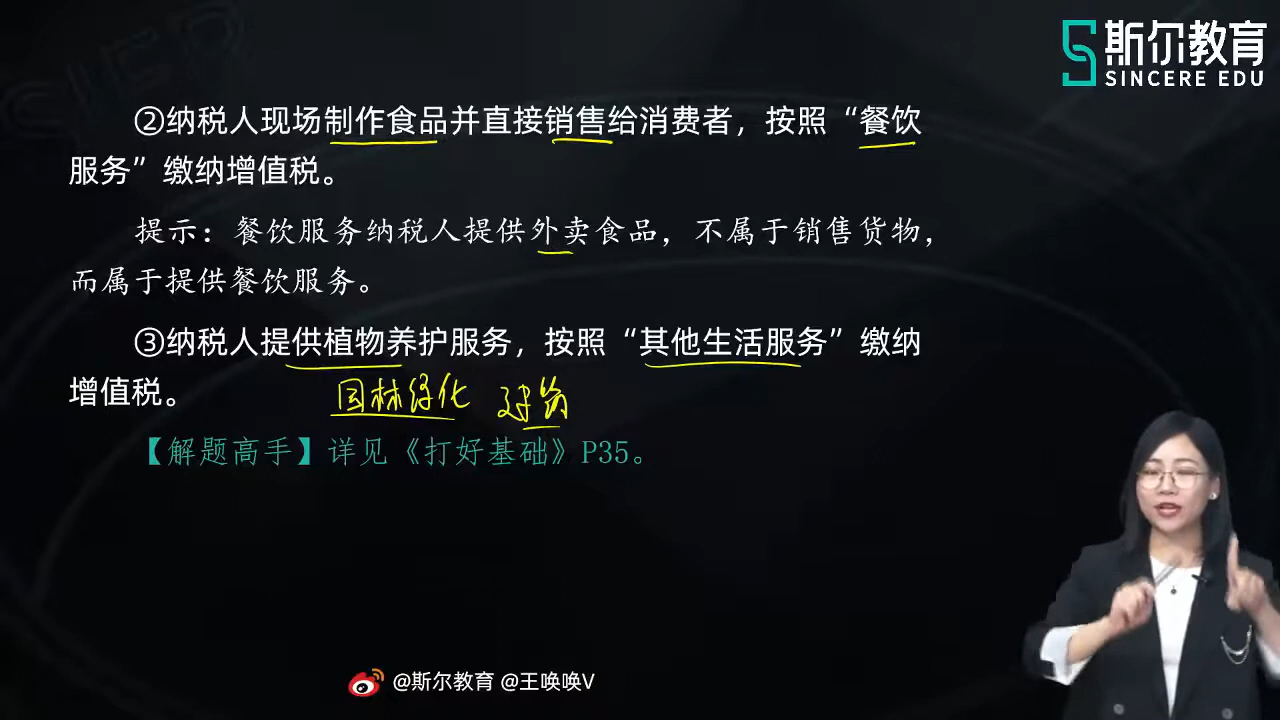 斯尔教育
SINCERE EDU
②纳税人现场制作食品并直接销售给消费者，按照“餐饮
服务”缴纳增值税。
提示：餐饮服务纳税人提供外卖食品，不属于销售货物，
而属于提供餐饮服务。
③纳税人提供植物养护服务，按照“其他生活服务”缴纳
增值税。
园林绿化
【解题高手】详见《打好基础》P35。
@斯尔教育 @王唤唤V